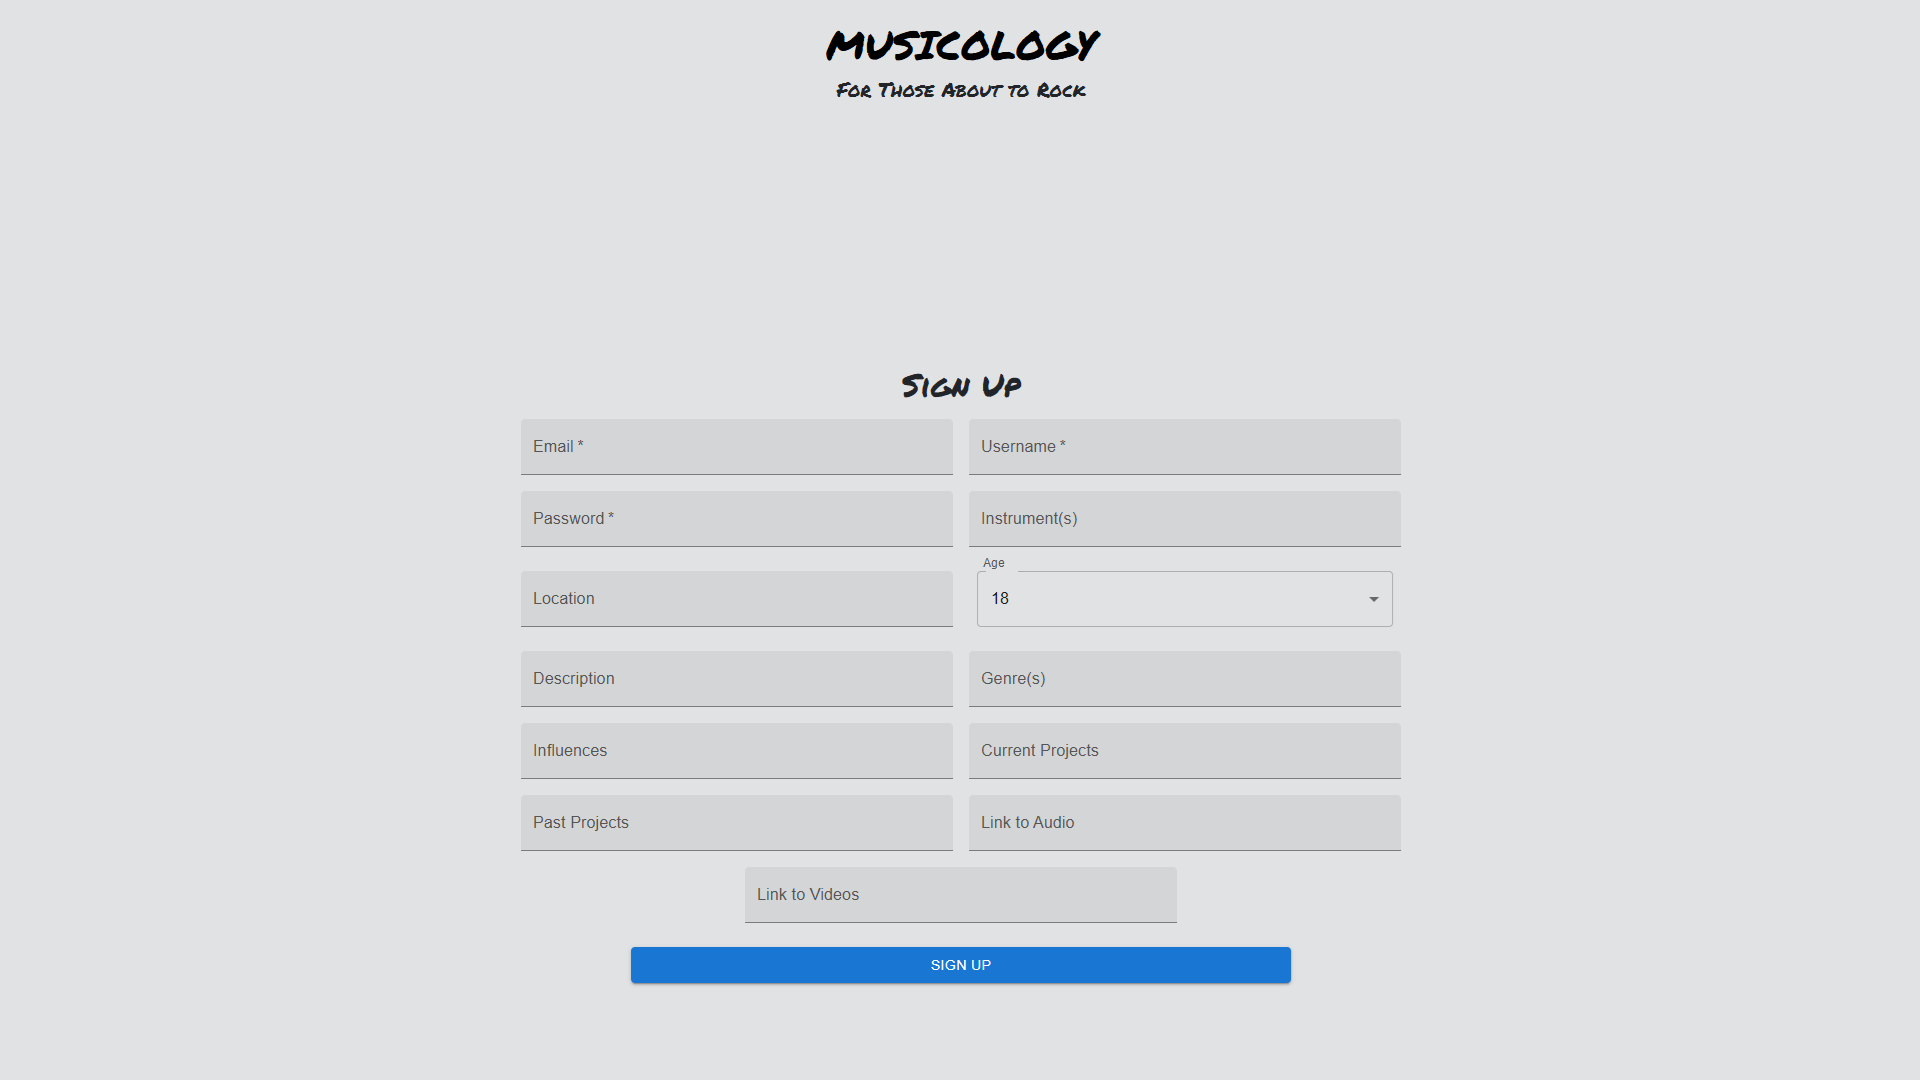 MUSICOLOGY
For Those About to Rock
Sign Up
Email *
Username *
Password *
Instrument(s)
Location
Age
18
Description
Genre(s)
Influences
Current Projects
Past Projects
Link to Audio
Link to Videos
SIGN UP